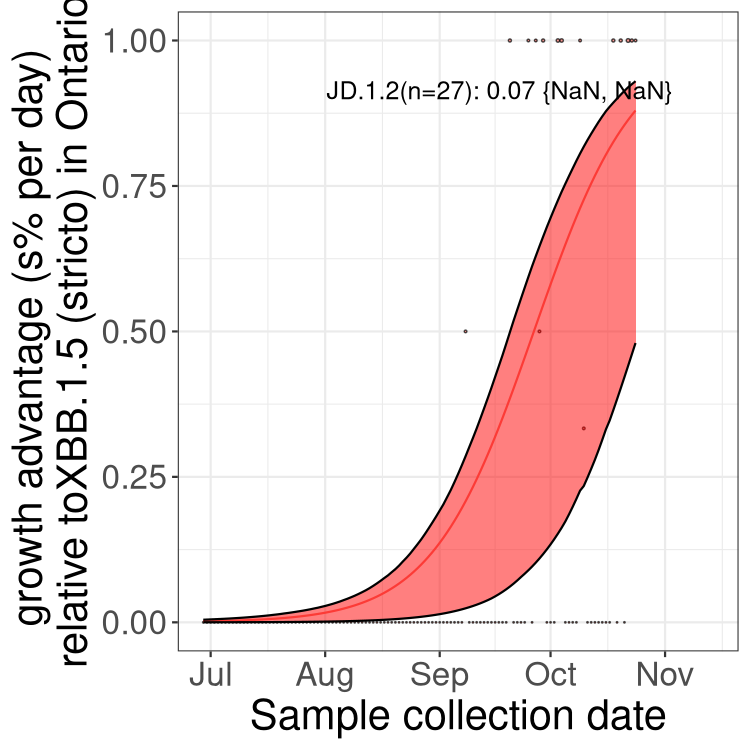 growth advantage (s% per day)
relative toXBB.1.5 (stricto) in Ontario
1.00
JD.1.2(n=27): 0.07 {NaN, NaN}
0.75
0.50
0.25
0.00
Jul Aug Sep Oct Nov
Sample collection date